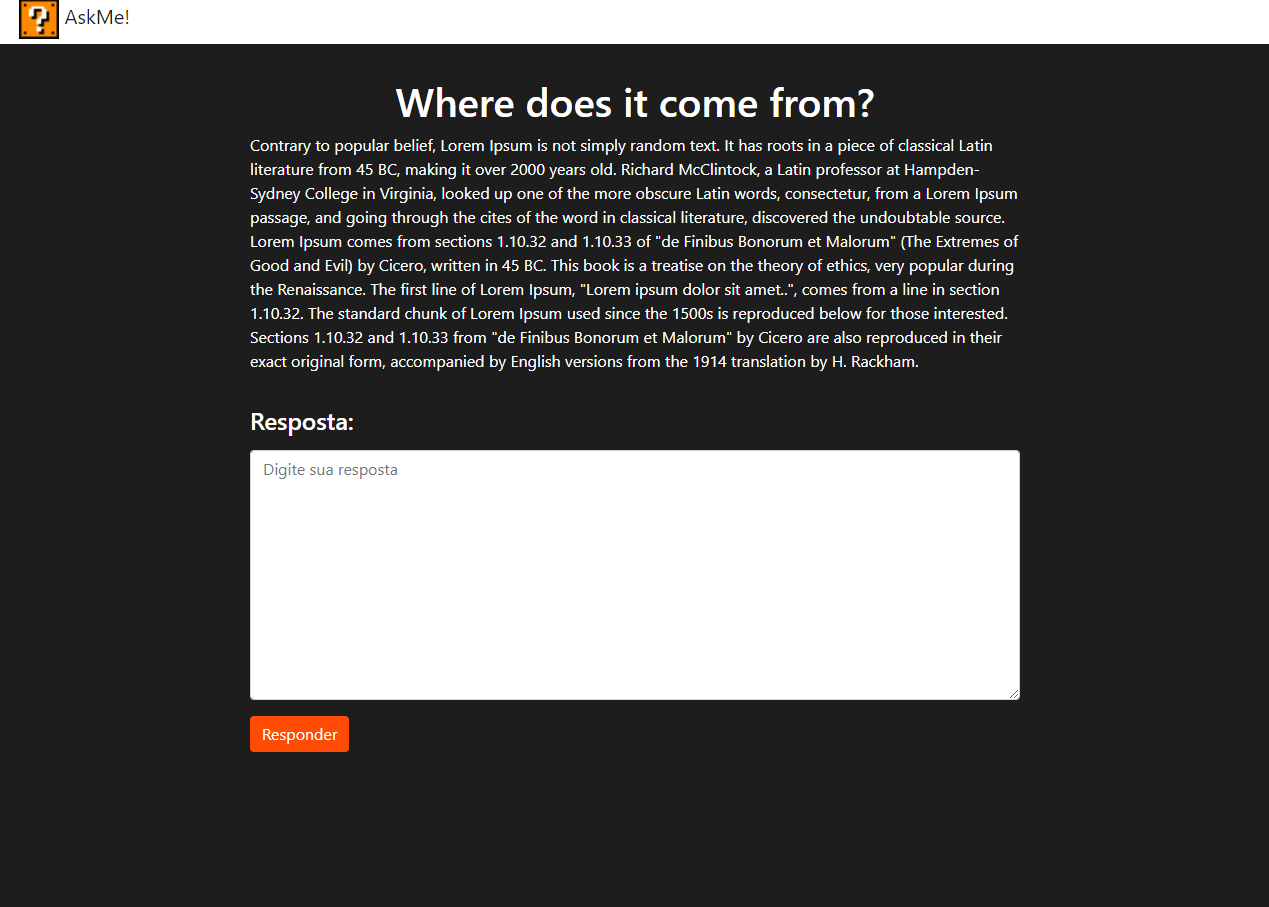 AskMe!
Where does it come from?
Contrary to popular belief, Lorem Ipsum is not simply random text. It has roots in a piece of classical Latin
literature from 45 BC, making it over 2000 years old. Richard McClintock, a Latin professor at Hampden-
Sydney College in Virginia, looked up one of the more obscure Latin words, consectetur, from a Lorem Ipsum
passage, and going through the cites of the word in classical literature, discovered the undoubtable source.
Lorem Ipsum comes from sections 1.10.32 and 1.10.33 of "de Finibus Bonorum et Malorum" (The Extremes of
Good and Evil) by Cicero, written in 45 BC. This book is a treatise on the theory of ethics, very popular during
the Renaissance. The first line of Lorem Ipsum, "Lorem ipsum dolor sit amet..", comes from a line in section
1.10.32. The standard chunk of Lorem Ipsum used since the 1500s is reproduced below for those interested.
Sections 1.10.32 and 1.10.33 from "de Finibus Bonorum et Malorum" by Cicero are also reproduced in their
exact original form, accompanied by English versions from the 1914 translation by H. Rackham.
Resposta:
Digite sua resposta
Responder